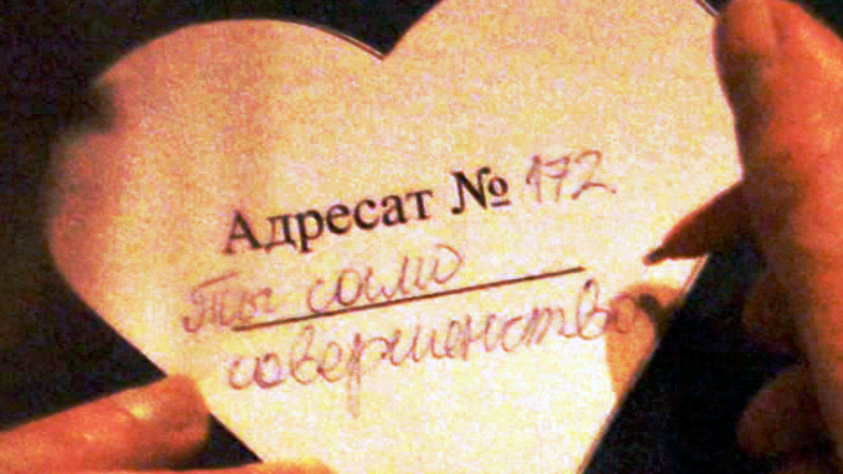 Адресат № 172
Ты само
совершенство